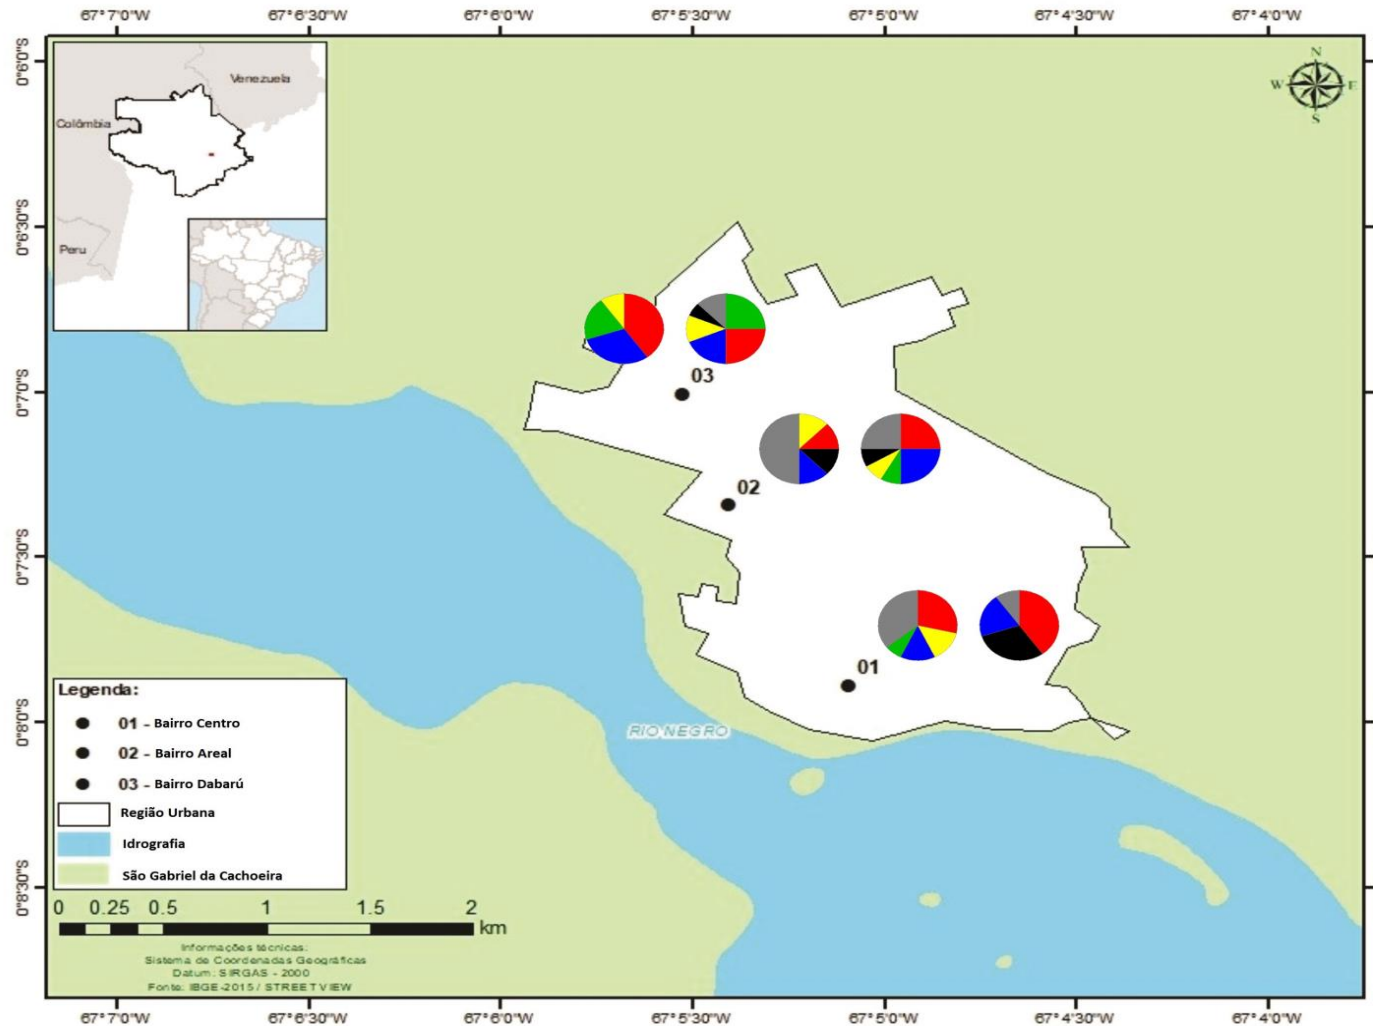 67°7'0"W 67°6'30"W 67°6'0"W 67°5'30"W 67°5'0"W 67°4'30"W 67°4'0"W
0°6'0"S
0°6'30"S
0°7'0"S
0°7'30"S
0°8'0"S
0°8'30"S
Venezuela
Colômbia
Peru
N
W E
S
03
02
01
RIO NEGRO
Legenda:
01 - Bairro Centro
02 - Bairro Areal
03 - Bairro Dabarú
Região Urbana
Idrografia
São Gabriel da Cachoeira
0 0.25 0.5 1 1.5 2
km
Informações técnicas:
Sistema de Coordenadas Geográficas
Datum: SIRGAS - 2000
Fonte: IBGE-2015 / STREETVIEW
67°7'0"W 67°6'30"W 67°6'0"W 67°5'30"W 67°5'0"W 67°4'30"W 67°4'0"W